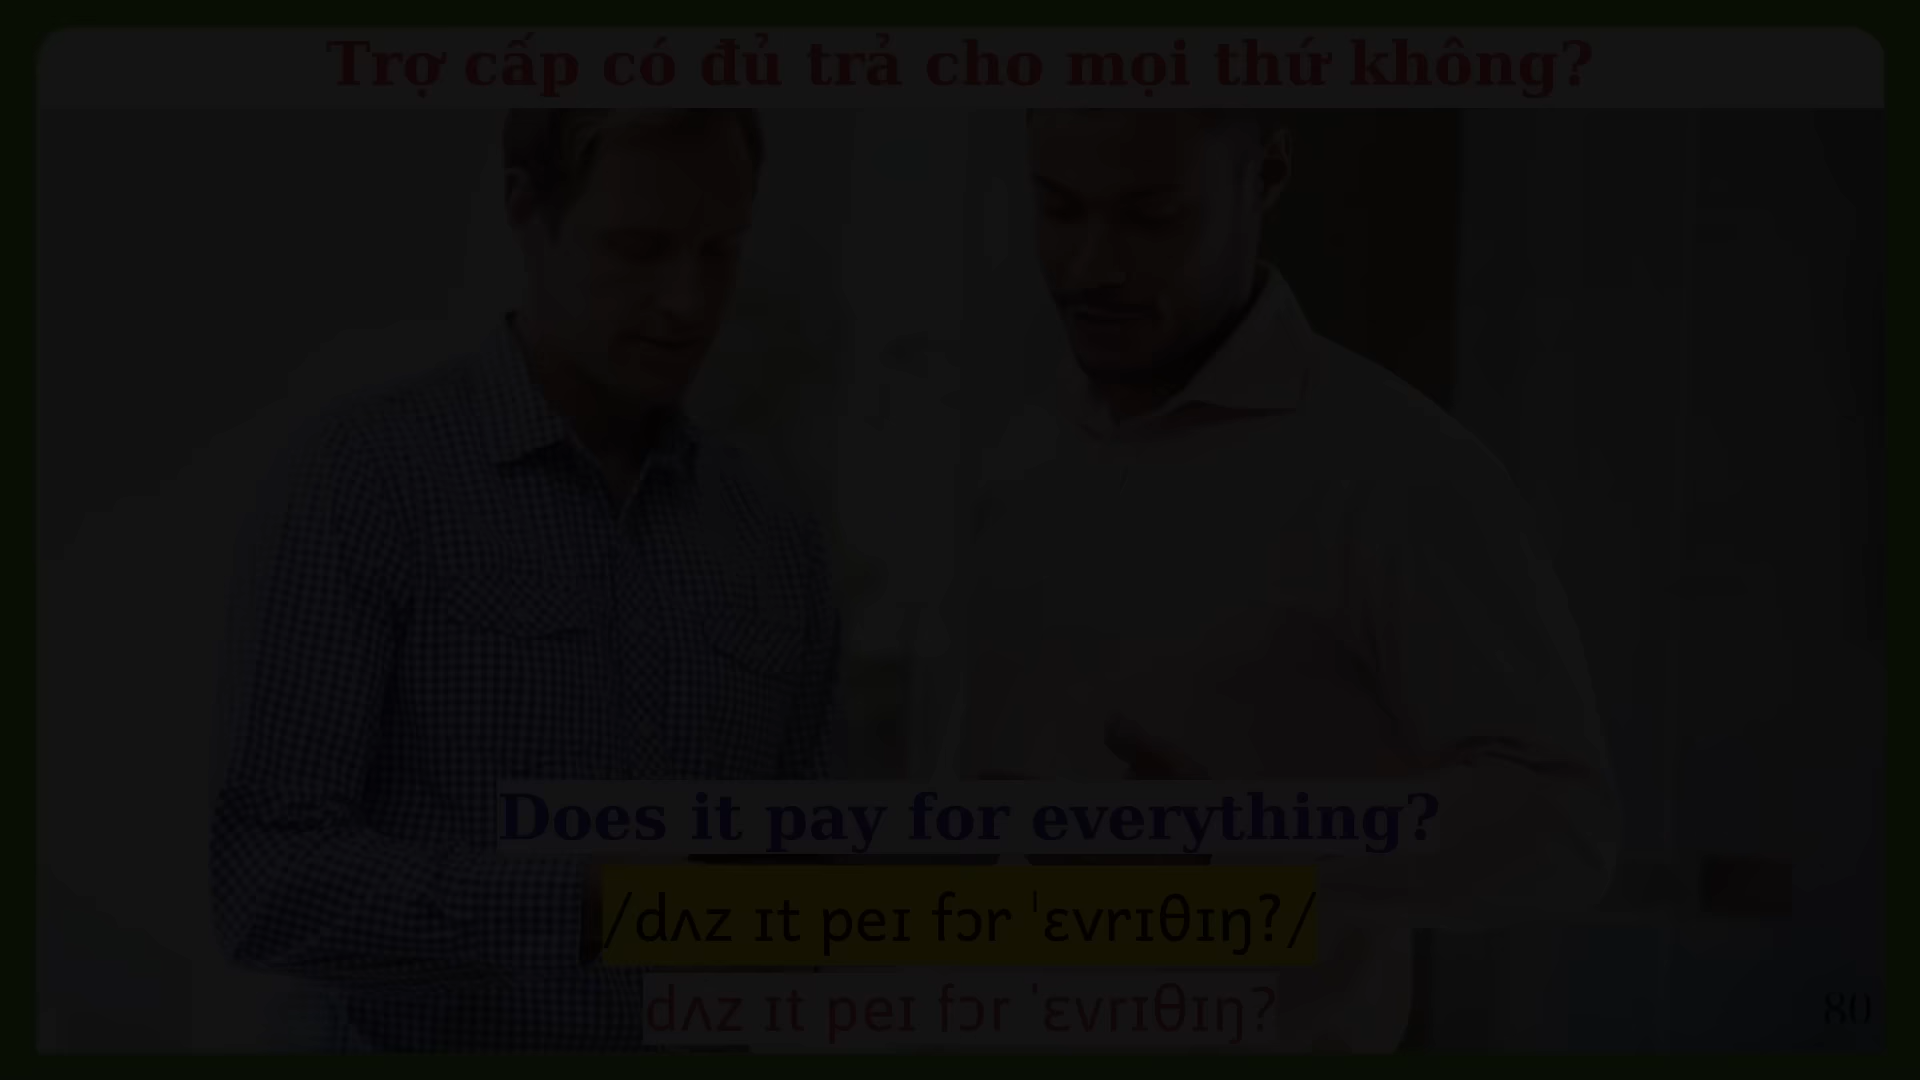 Trợ cấp có đủ trả cho mọi thứ không?
Does it pay for everything?
/dʌz ɪt peɪ fɔr ˈɛvrɪθɪŋ?/
dʌz ɪt peɪ fɔr ˈɛvrɪθɪŋ?
80